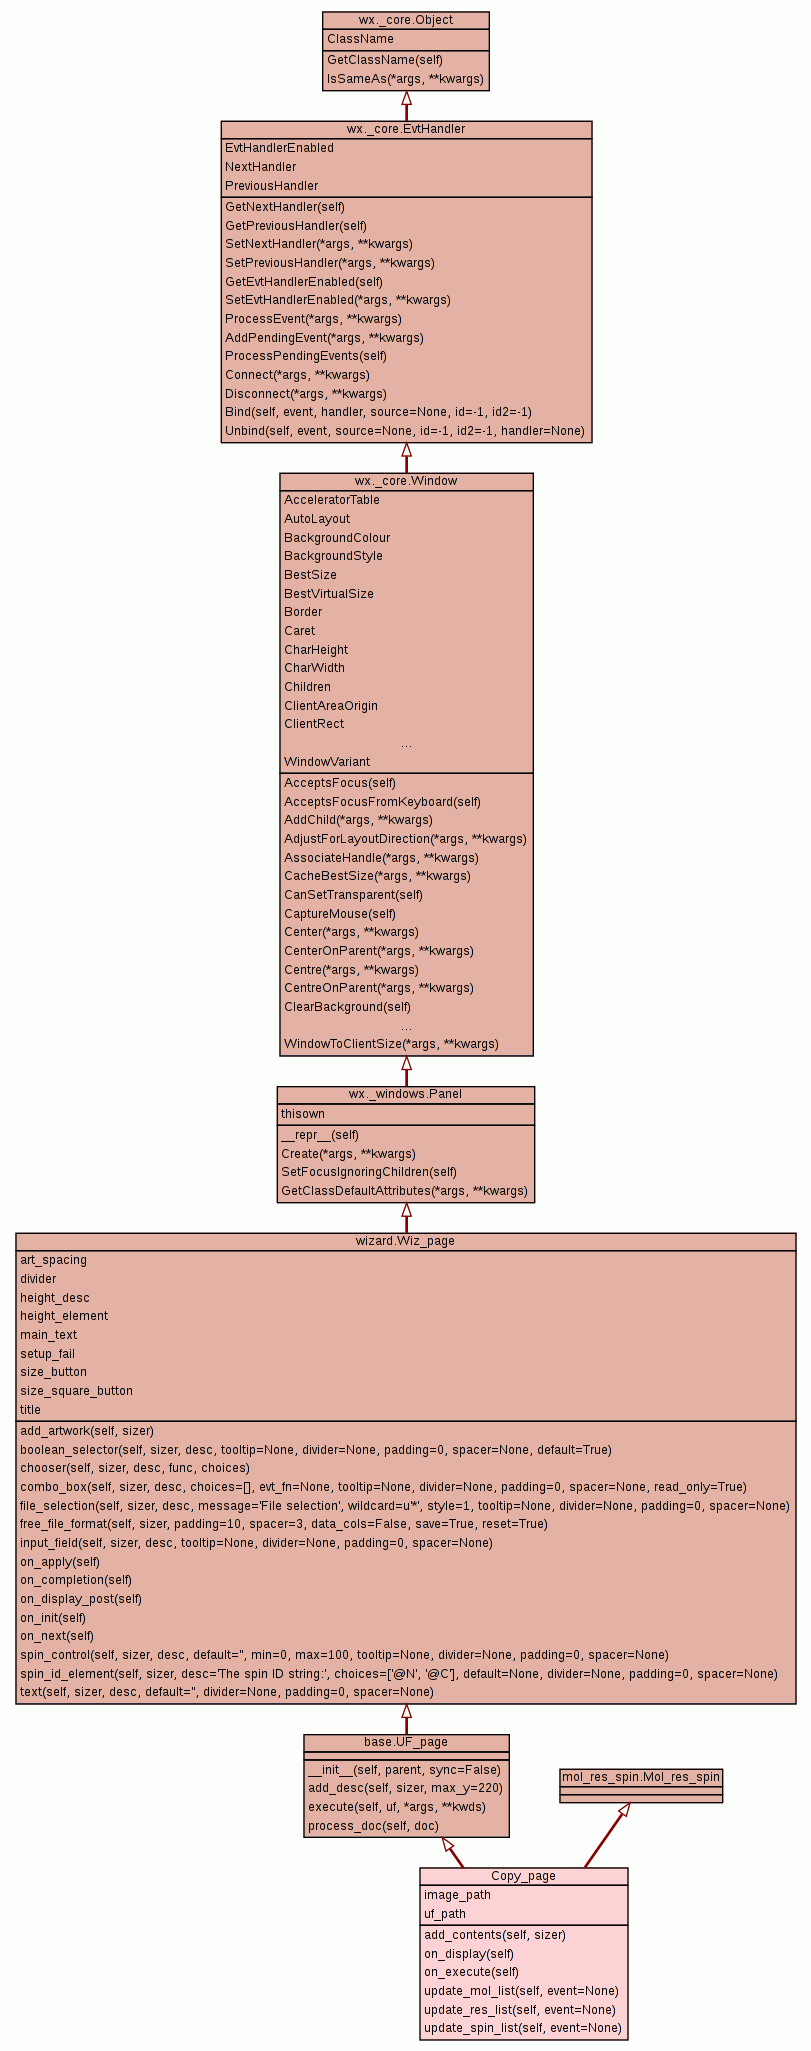 wx._core.Object
ClassName
GetClassName(self)
IsSameAs(*args, **kwargs)
wx._core.EvtHandler
EvtHandlerEnabled
NextHandler
PreviousHandler
GetNextHandler(self)
GetPreviousHandler(self)
SetNextHandler(*args, **kwargs)
SetPreviousHandler(*args, **kwargs)
GetEvtHandlerEnabled(self)
SetEvtHandlerEnabled(*args, **kwargs)
ProcessEvent(*args, **kwargs)
AddPendingEvent(*args, **kwargs)
ProcessPendingEvents(self)
Connect(*args, **kwargs)
Disconnect(*args, **kwargs)
Bind(self, event, handler, source=None, id=-1, id2=-1)
Unbind(self, event, source=None, id=-1, id2=-1, handler=None)
wx._core.Window
AcceleratorTable
AutoLayout
BackgroundColour
BackgroundStyle
BestSize
BestVirtualSize
Border
Caret
CharHeight
CharWidth
Children
ClientAreaOrigin
ClientRect
...
WindowVariant
AcceptsFocus(self)
AcceptsFocusFromKeyboard(self)
AddChild(*args, **kwargs)
AdjustForLayoutDirection(*args, **kwargs)
AssociateHandle(*args, **kwargs)
CacheBestSize(*args, **kwargs)
CanSetTransparent(self)
CaptureMouse(self)
Center(*args, **kwargs)
CenterOnParent(*args, **kwargs)
Centre(*args, **kwargs)
CentreOnParent(*args, **kwargs)
ClearBackground(self)
...
WindowToClientSize(*args, **kwargs)
wx._windows.Panel
thisown
__repr__(self)
Create(*args, **kwargs)
SetFocusIgnoringChildren(self)
GetClassDefaultAttributes(*args, **kwargs)
wizard.Wiz_page
art_spacing
divider
height_desc
height_element
main_text
setup_fail
size_button
size_square_button
title
add_artwork(self, sizer)
boolean_selector(self, sizer, desc, tooltip=None, divider=None, padding=0, spacer=None, default=True)
chooser(self, sizer, desc, func, choices)
combo_box(self, sizer, desc, choices=[], evt_fn=None, tooltip=None, divider=None, padding=0, spacer=None, read_only=True)
file_selection(self, sizer, desc, message='File selection', wildcard=u'*', style=1, tooltip=None, divider=None, padding=0, spacer=None)
free_file_format(self, sizer, padding=10, spacer=3, data_cols=False, save=True, reset=True)
input_field(self, sizer, desc, tooltip=None, divider=None, padding=0, spacer=None)
on_apply(self)
on_completion(self)
on_display_post(self)
on_init(self)
on_next(self)
spin_control(self, sizer, desc, default='', min=0, max=100, tooltip=None, divider=None, padding=0, spacer=None)
spin_id_element(self, sizer, desc='The spin ID string:', choices=['@N', '@C'], default=None, divider=None, padding=0, spacer=None)
text(self, sizer, desc, default='', divider=None, padding=0, spacer=None)
base.UF_page
__init__(self, parent, sync=False)
add_desc(self, sizer, max_y=220)
execute(self, uf, *args, **kwds)
process_doc(self, doc)
mol_res_spin.Mol_res_spin
Copy_page
image_path
uf_path
add_contents(self, sizer)
on_display(self)
on_execute(self)
update_mol_list(self, event=None)
update_res_list(self, event=None)
update_spin_list(self, event=None)